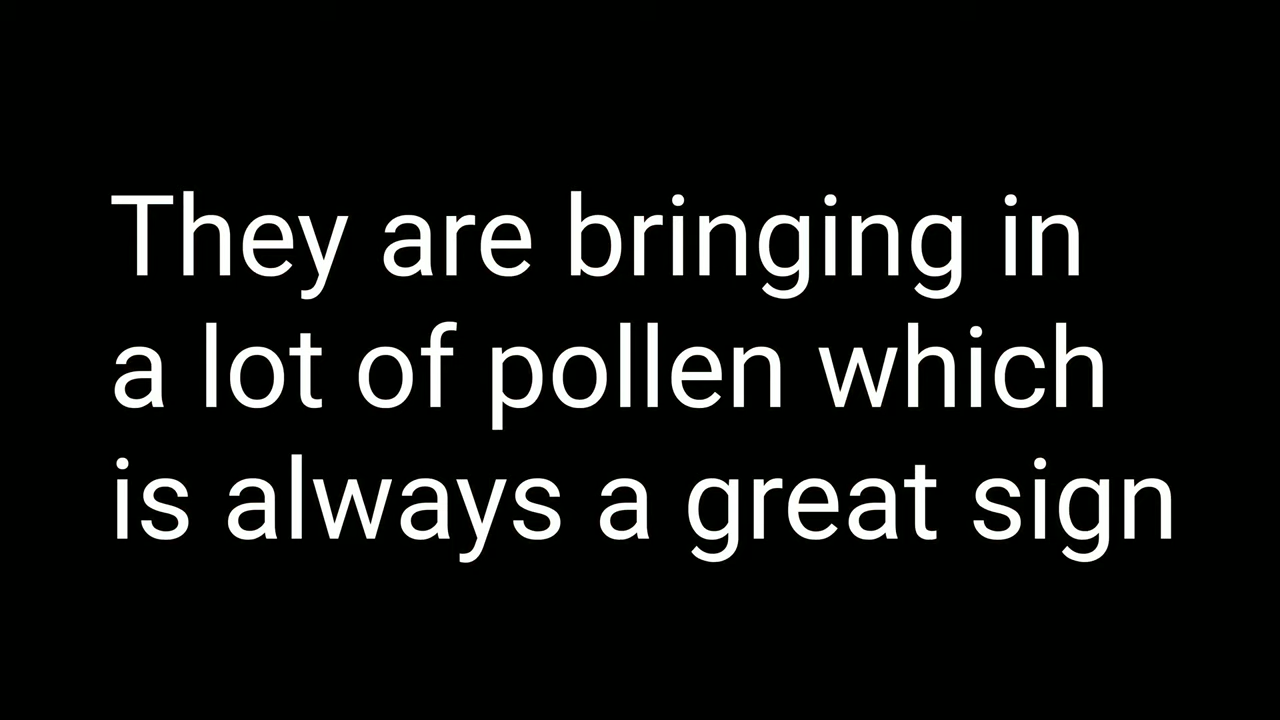 They are bringing in
a lot of pollen which
is always a great sign